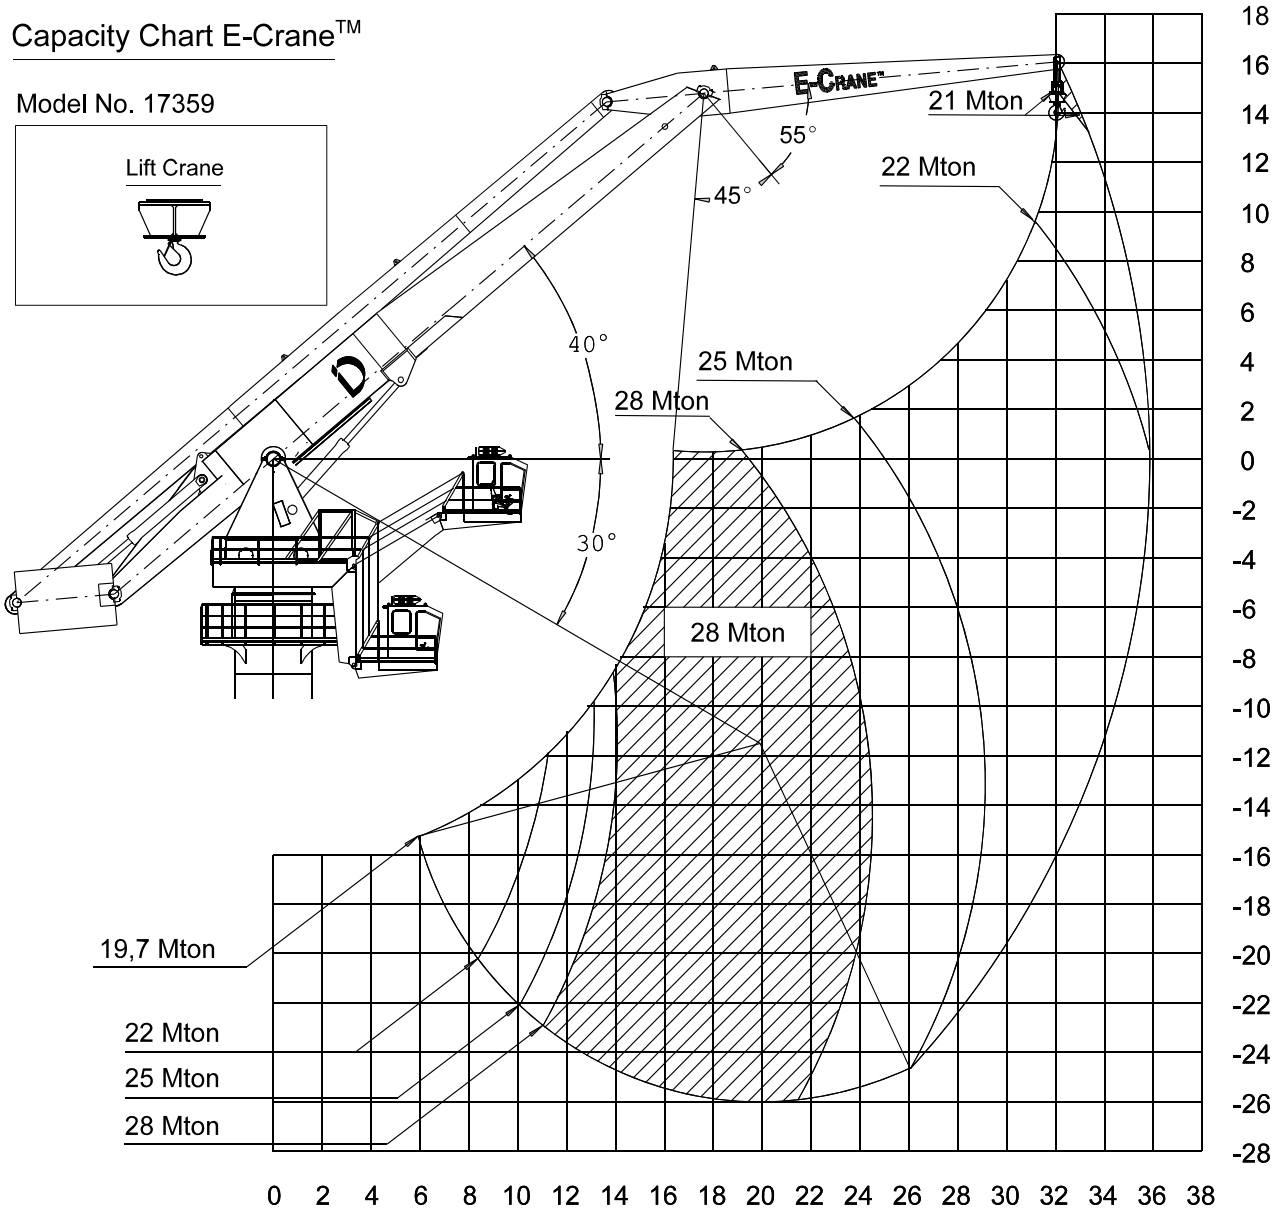 Capacity Chart E-Crane™
Model No. 17359
Lift Crane
E-CRANE™
21 Mton
55°
45°
22 Mton
40°
25 Mton
28 Mton
30°
28 Mton
19,7 Mton
22 Mton
25 Mton
28 Mton
18
16
14
12
10
8
6
4
2
0
-2
-4
-6
-8
-10
-12
-14
-16
-18
-20
-22
-24
-26
-28
0 2 4 6 8 10 12 14 16 18 20 22 24 26 28 30 32 34 36 38